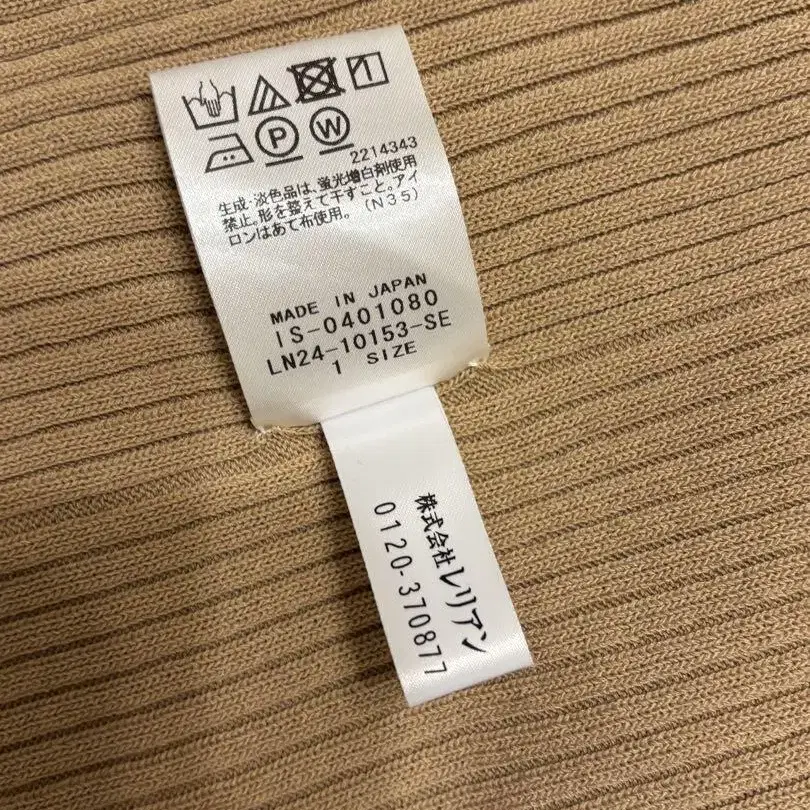 P W
2214343
生成・淡色品は、蛍光増白剤使用
禁止。形を整えて干すこと。アイ
ロンはあて布使用。 (N35)
MADE IN JAPAN
IS-0401080
LN24-10153-SE
1 SIZE
株式会社レリアン
0120-370877